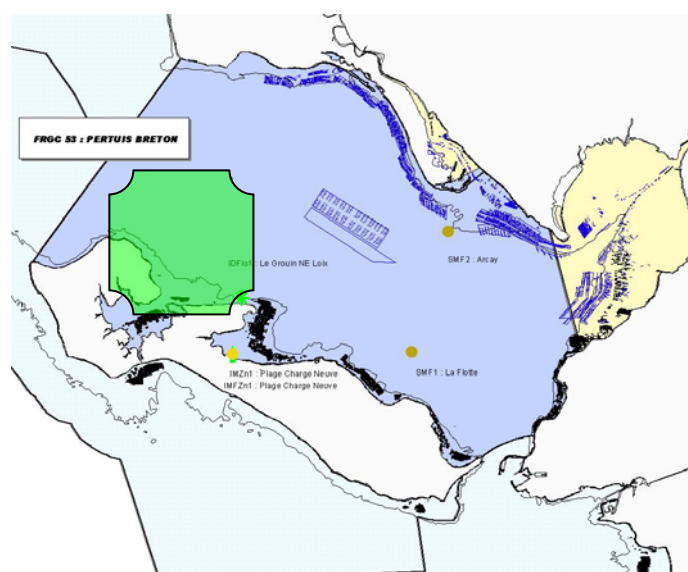 FRGC 53 : PERTUIS BRETON
IDFlo1 : Le Grouin NE Loix
SMF2 : Arcay
IMZn1 : Plage Charge Neuve
SMF1 : La Flotte
IMFZn1 : Plage Charge Neuve